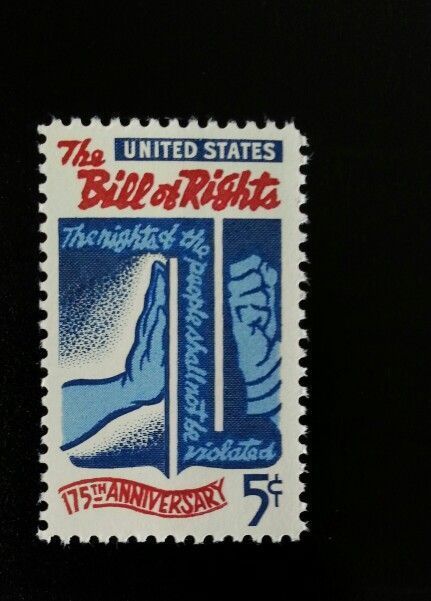 The UNITED STATES
Bill of Rights
The rights of the people shall not be violated
175TH ANNIVERSARY
5¢